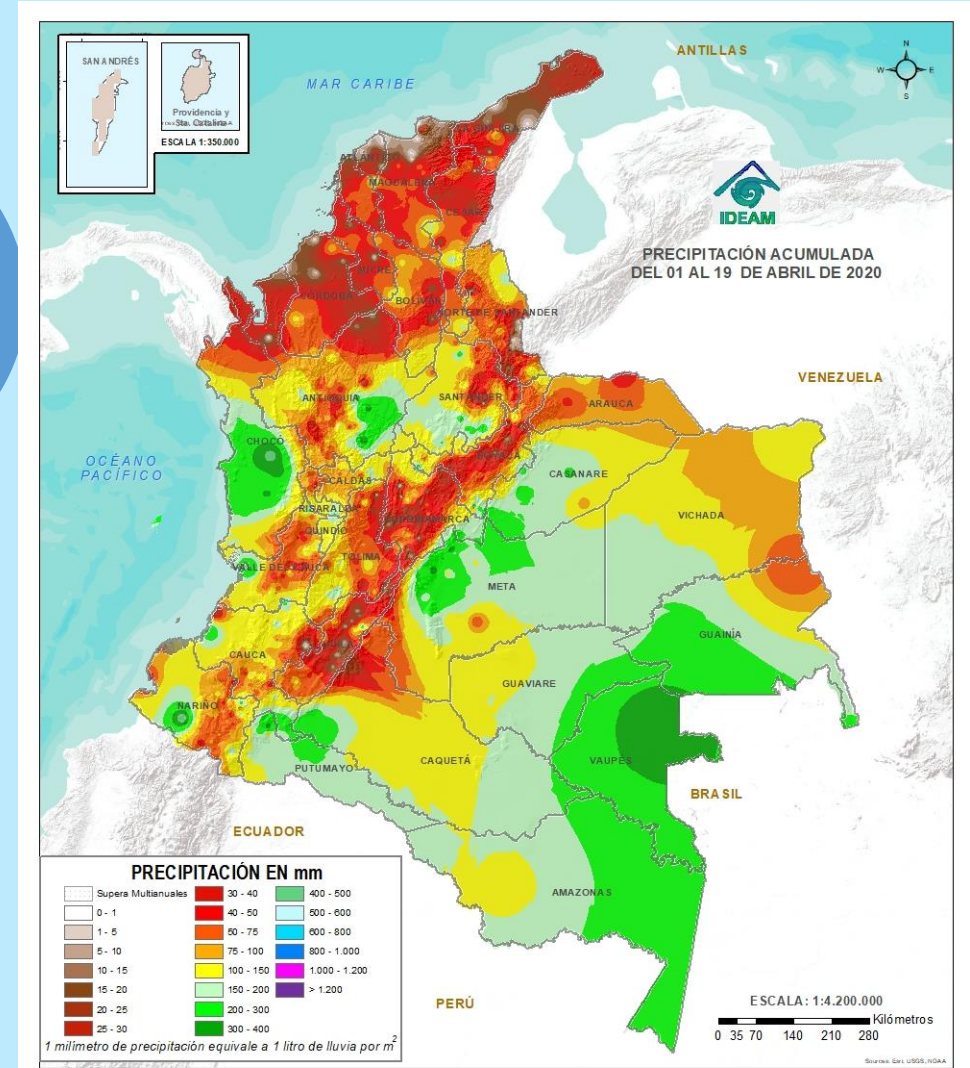 SAN ANDRÉS
Providencia y
Sta. Catalina
ESCALA 1:350.000
MAR CARIBE
ANTILLAS
N
W
E
S
IDEAM
PRECIPITACIÓN ACUMULADA
DEL 01 AL 19 DE ABRIL DE 2020
MAGDALENA
CESAR
SUCRE
CÓRDOBA
BOLÍVAR
NORTE DE SANTANDER
VENEZUELA
ANTIOQUIA
SANTANDER
ARAUCA
CHOCÓ
OCÉANO
PACÍFICO
BOYACÁ
CASANARE
CALDAS
VICHADA
RISARALDA
CUNDINAMARCA
QUINDIO
TOLIMA
VALLE DEL CAUCA
META
GUAINÍA
CAUCA
GUAVIARE
NARIÑO
CAQUETÁ
VAUPÉS
PUTUMAYO
BRASIL
ECUADOR
AMAZONAS
PERÚ
PRECIPITACIÓN EN mm
Supera Multianuales
30 - 40
400 - 500
0 - 1
40 - 50
500 - 600
1 - 5
50 - 75
600 - 800
5 - 10
75 - 100
800 - 1.000
10 - 15
100 - 150
1.000 - 1.200
15 - 20
150 - 200
> 1.200
20 - 25
200 - 300
25 - 30
300 - 400
1 milímetro de precipitación equivale a 1 litro de lluvia por m²
ESCALA: 1:4.200.000
Kilómetros
0 35 70 140 210 280
Sources: Esri, USGS, NOAA